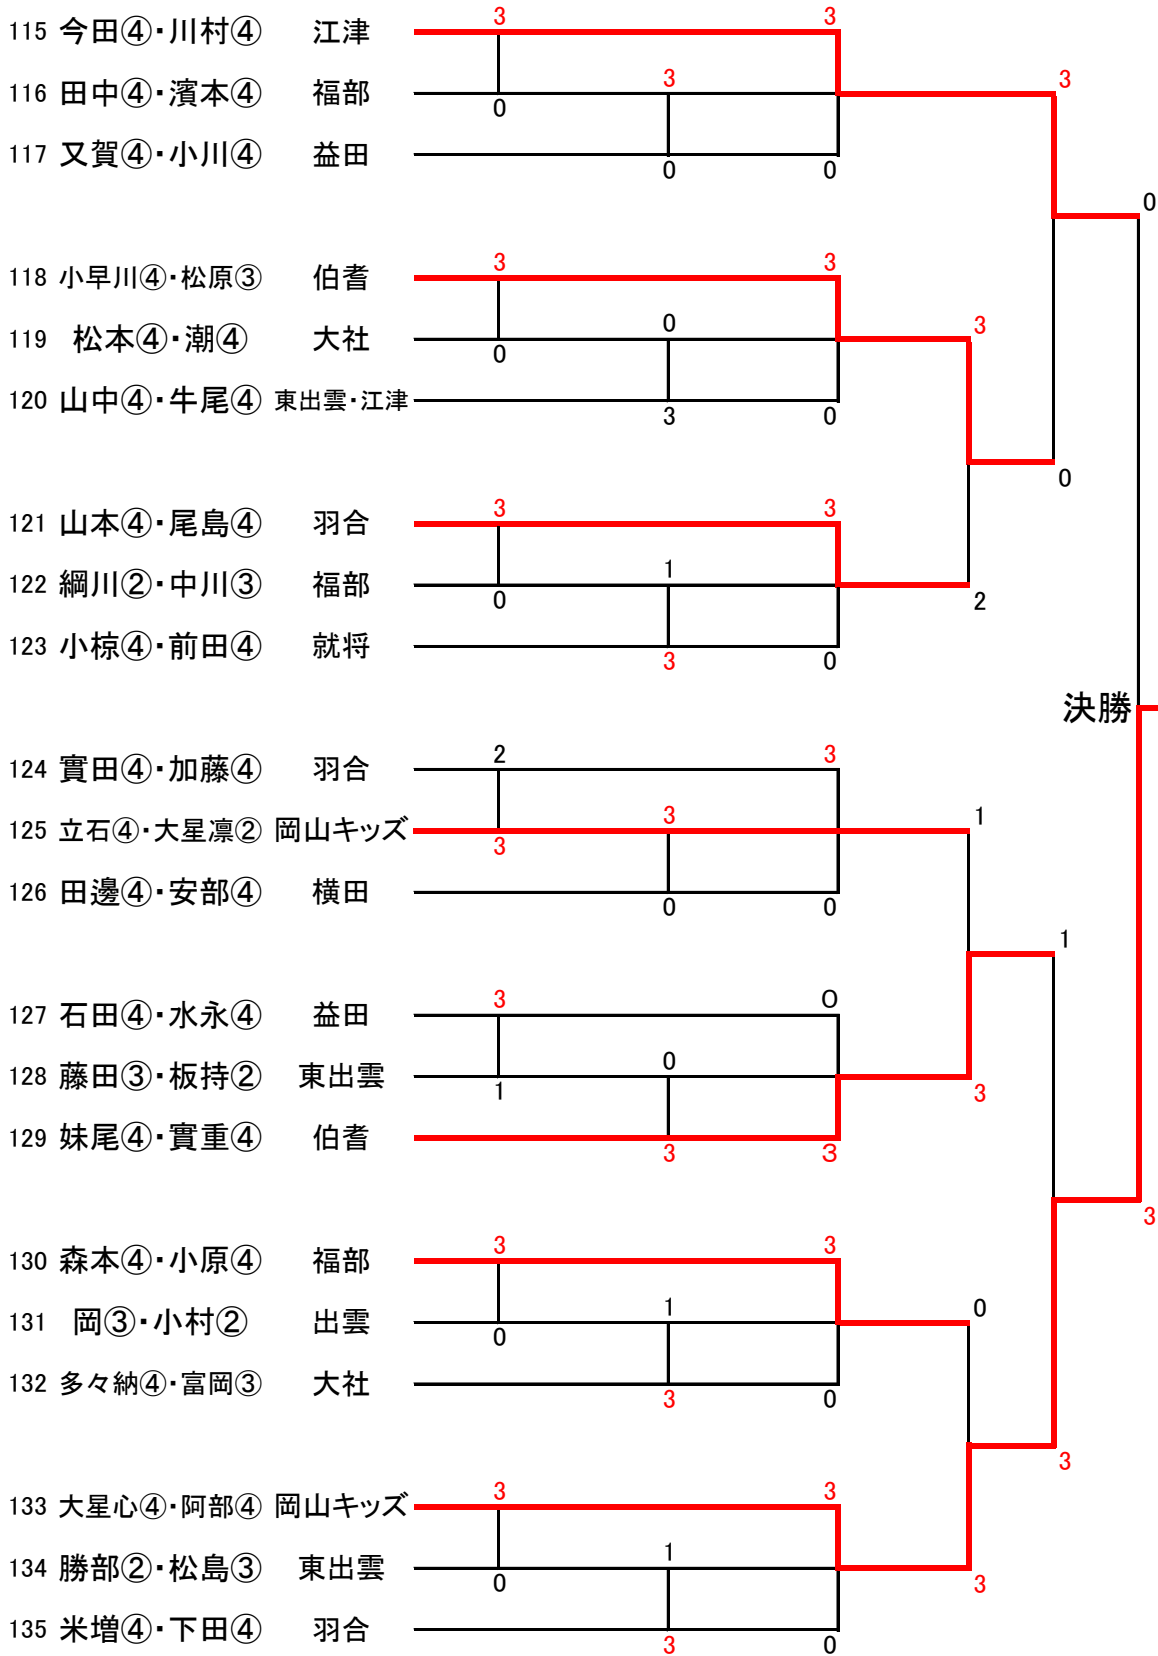 3 3
115 今田④・川村④ 江津
3 3
116 田中④・濱本④ 福部
0
117 又賀④・小川④ 益田
0 0
0
3 3
118 小早川④・松原③ 伯耆
0 3
119 松本④・潮④ 大社
0
120 山中④・牛尾④ 東出雲・江津
3 0
0
3 3
121 山本④・尾島④ 羽合
1
122 綱川②・中川③ 福部
0 2
123 小椋④・前田④ 就将
3 0
決勝
2 3
124 實田④・加藤④ 羽合
3 1
125 立石④・大星凛② 岡山キッズ
3
126 田邊④・安部④ 横田
0 0
1
3 0
127 石田④・水永④ 益田
0
128 藤田③・板持② 東出雲
1 3
129 妹尾④・實重④ 伯耆
3 3
3
3 3
130 森本④・小原④ 福部
1 0
131 岡③・小村② 出雲
0
132 多々納④・富岡③ 大社
3 0
3
3 3
133 大星心④・阿部④ 岡山キッズ
1
134 勝部②・松島③ 東出雲
0 3
135 米増④・下田④ 羽合
3 0